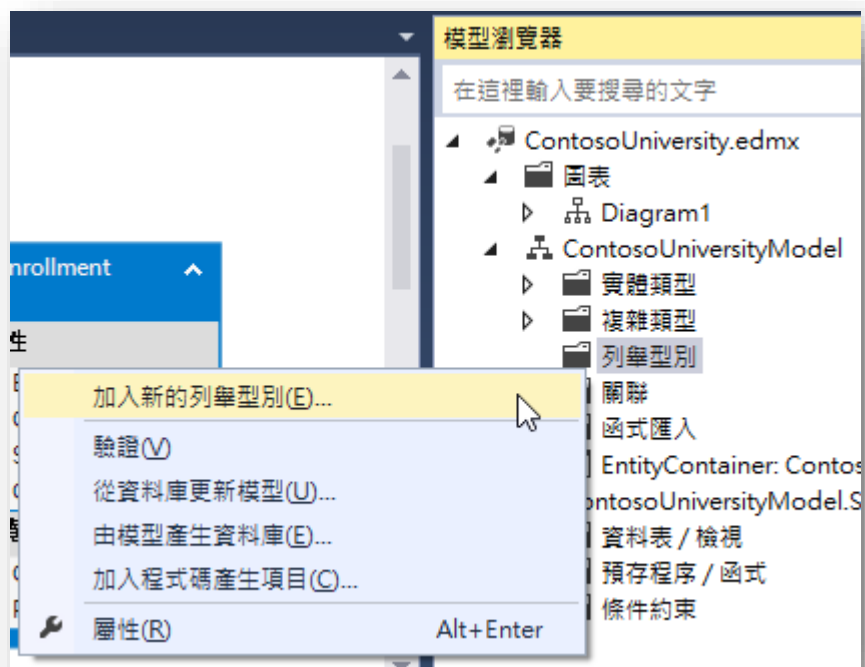 模型瀏覽器
在這裡輸入要搜尋的文字
ContosoUniversity.edmx
圖表
Diagram1
ContosoUniversityModel
實體類型
複雜類型
列舉型別
關聯
函式匯入
EntityContainer: Contos
ontosoUniversityModel.S
資料表 / 檢視
預存程序 / 函式
條件約束
nrollment
性
加入新的列舉型別(E)...
驗證(V)
從資料庫更新模型(U)...
由模型產生資料庫(E)...
加入程式碼產生項目(C)...
屬性(R) Alt+Enter